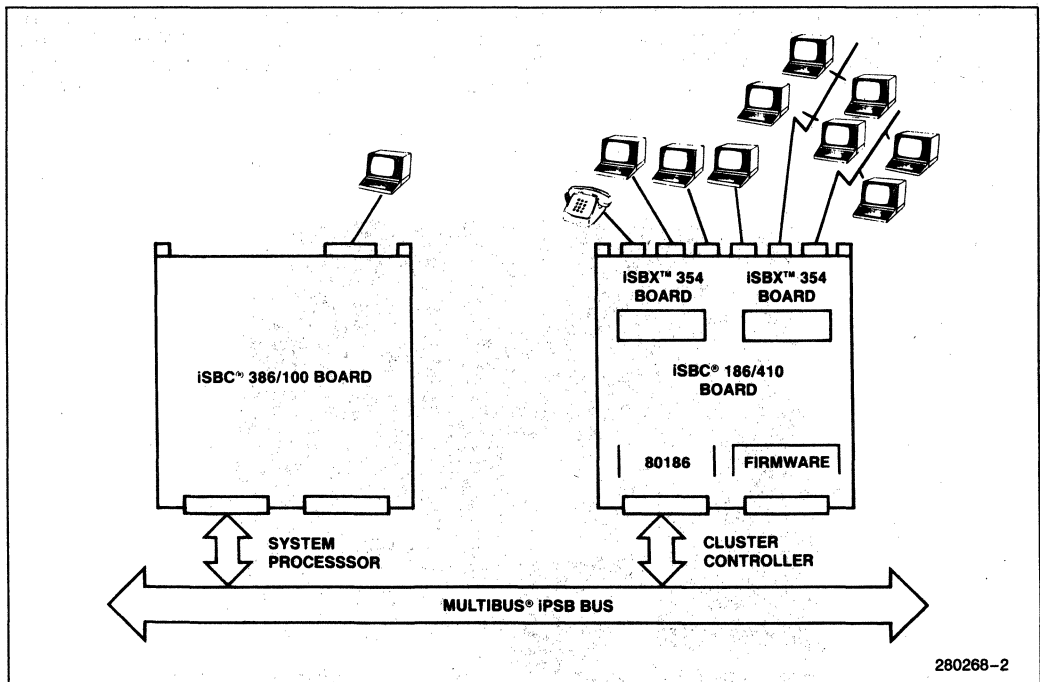 iSBX™ 354
BOARD
iSBX™ 354
BOARD
iSBC® 386/100 BOARD
iSBC® 186/410
BOARD
80186
FIRMWARE
SYSTEM
PROCESSSOR
CLUSTER
CONTROLLER
MULTIBUS® iPSB BUS
280268-2